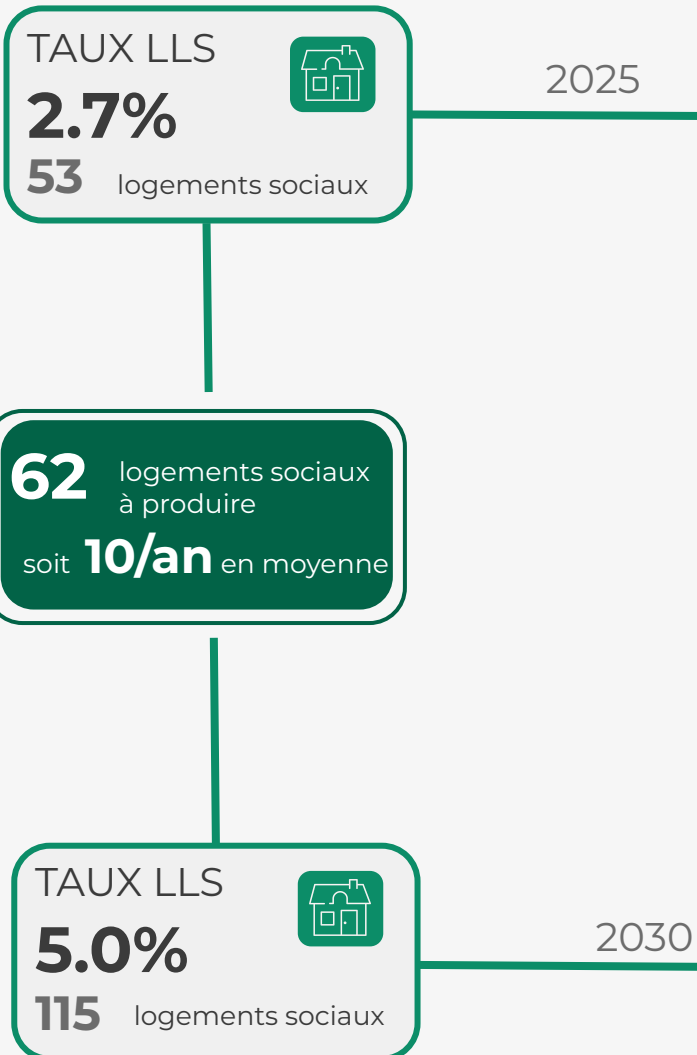 TAUX LLS
2.7%
2025
53 logements sociaux
62 logements sociaux
à produire
soit 10/an en moyenne
TAUX LLS
5.0%
2030
115 logements sociaux